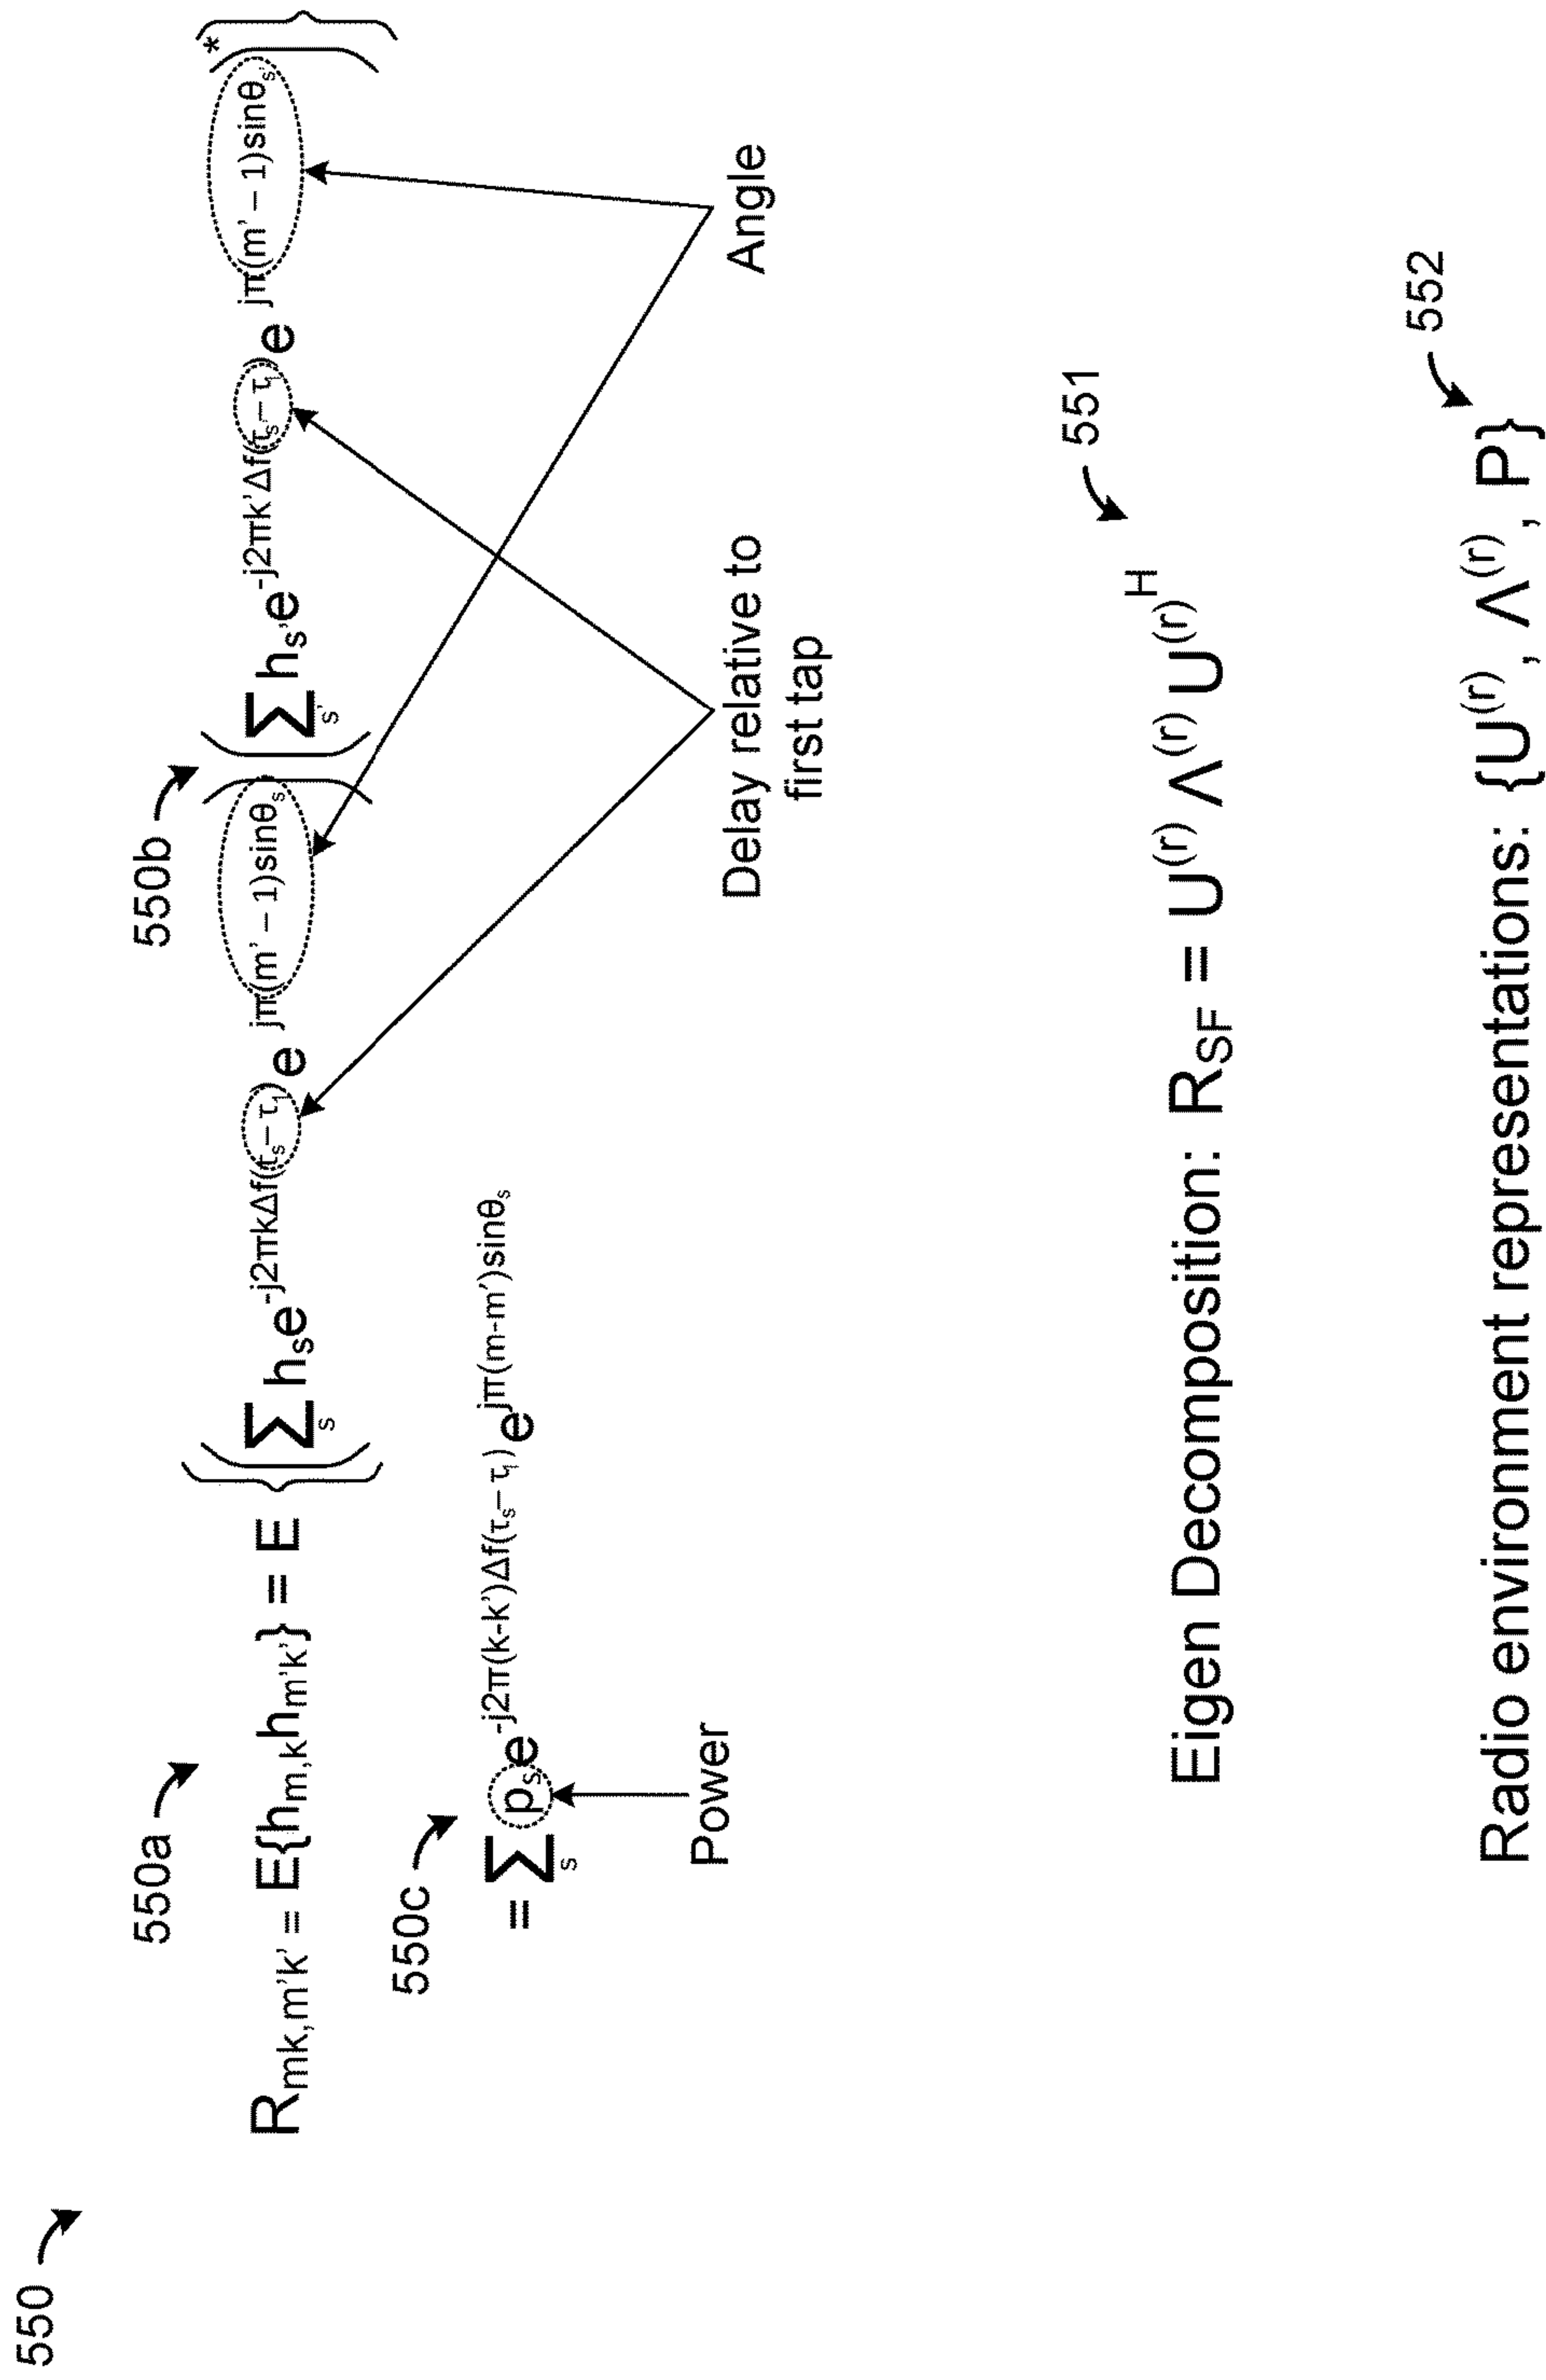 550
550a
550b
R_{mk,m'k'} = E{h_{m,k}h_{m'k'}} = E{(∑_s h_s e^{-j2πkΔf(τ_s – τ_1)} e^{jπ(m' – 1)sinθ_s})(∑_{s'} h_{s'} e^{-j2πk'Δf(τ_{s'} – τ_1)} e^{jπ(m' – 1)sinθ_{s'}})^*}
550c
= ∑_s p_s e^{-j2π(k-k')Δf(τ_s – τ_1)} e^{jπ(m-m')sinθ_s}
Power
Delay relative to
first tap
Angle
551
Eigen Decomposition: R_{SF} = U^{(r)} Λ^{(r)} U^{(r)H}
552
Radio environment representations: {U^{(r)}, Λ^{(r)}, P}